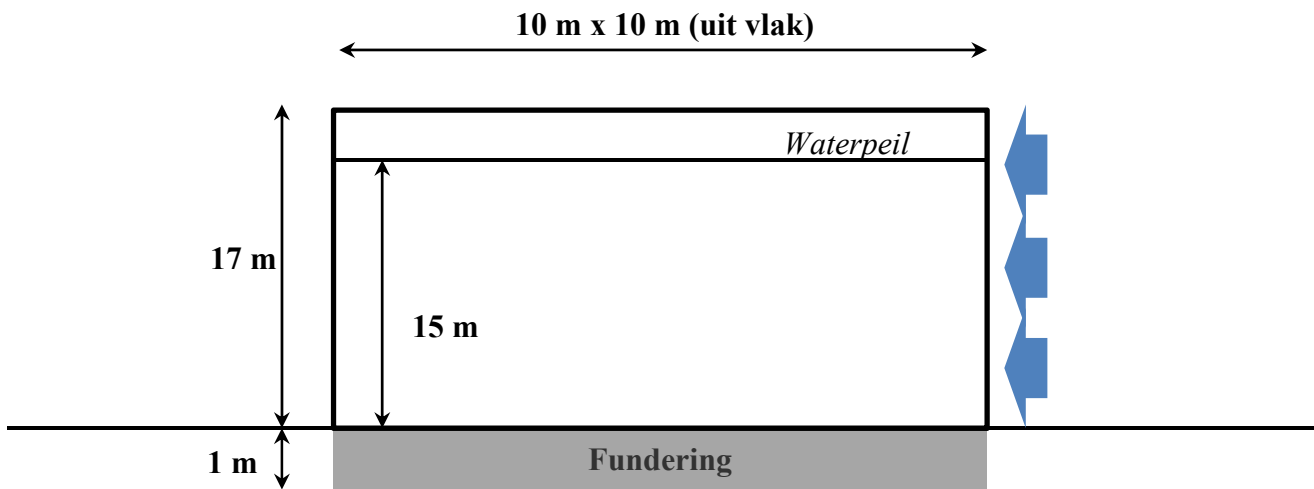 10 m x 10 m (uit vlak)
Waterpeil
17 m
15 m
1 m
Fundering